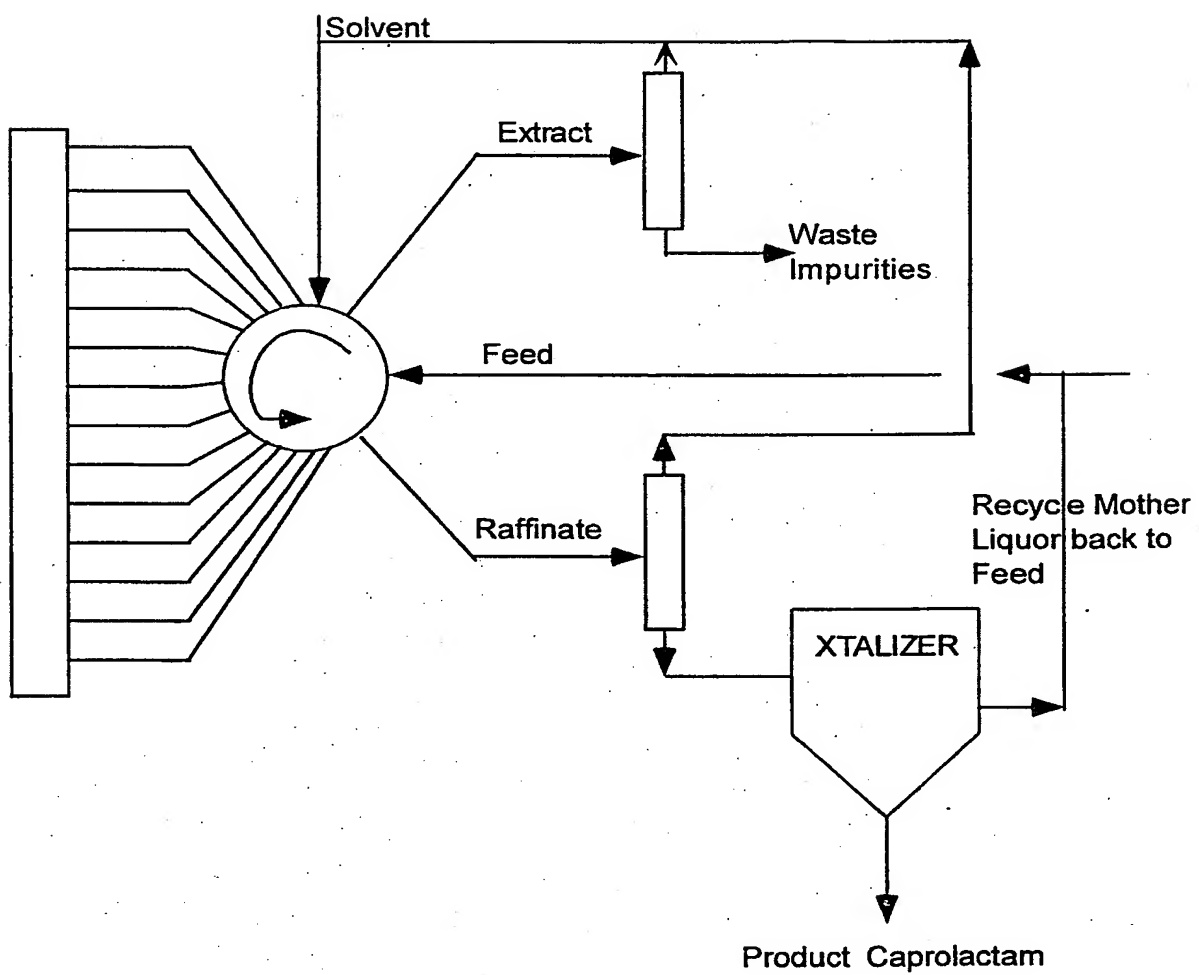 Solvent
Extract
Waste
Impurities
Feed
Recycle Mother
Liquor back to
Feed
Raffinate
XTALIZER
Product Caprolactam